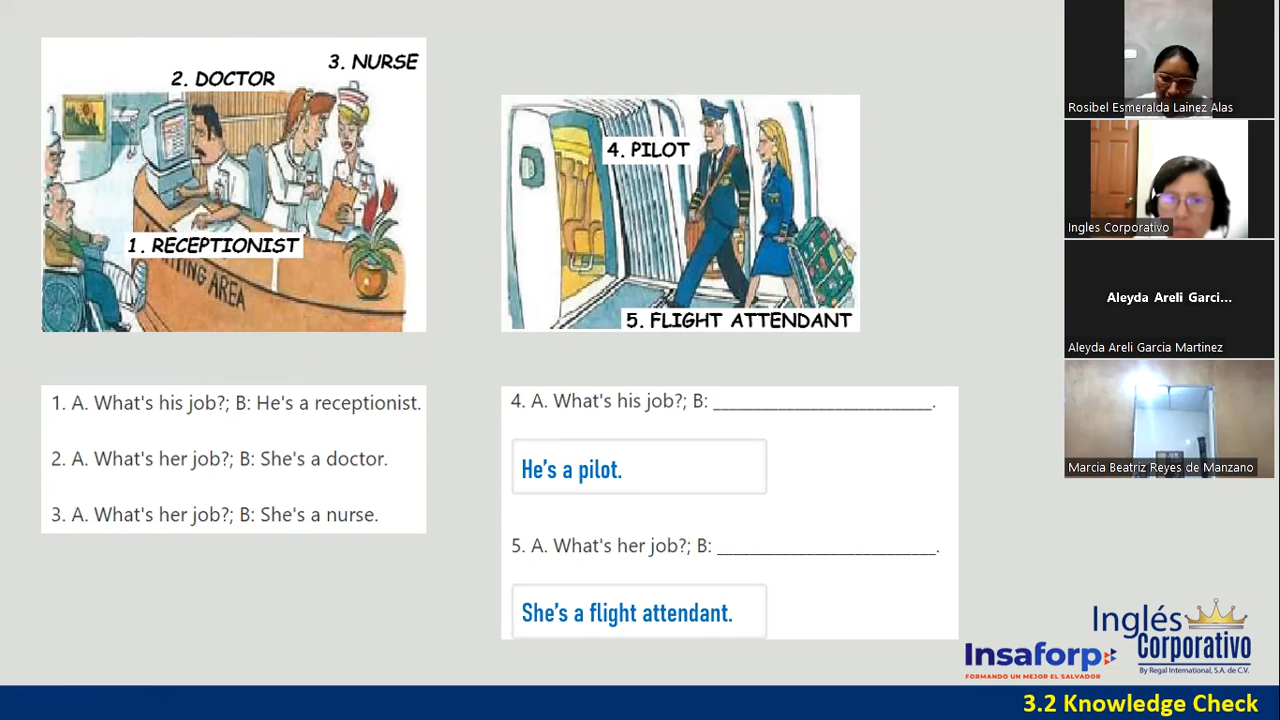 2. DOCTOR
3. NURSE
1. RECEPTIONIST
WAITING AREA
4. PILOT
5. FLIGHT ATTENDANT
1. A. What's his job?; B: He's a receptionist.
2. A. What's her job?; B: She's a doctor.
3. A. What's her job?; B: She's a nurse.
4. A. What's his job?; B: __________________________.
He's a pilot.
5. A. What's her job?; B: __________________________.
She's a flight attendant.
Rosibel Esmeralda Lainez Alas
Ingles Corporativo
Aleyda Areli Garci...
Aleyda Areli Garcia Martinez
Marcia Beatriz Reyes de Manzano
Insaforp
FORMANDO UN MEJOR EL SALVADOR
Inglés
Corporativo
By Regal International, S.A. de C.V.
3.2 Knowledge Check